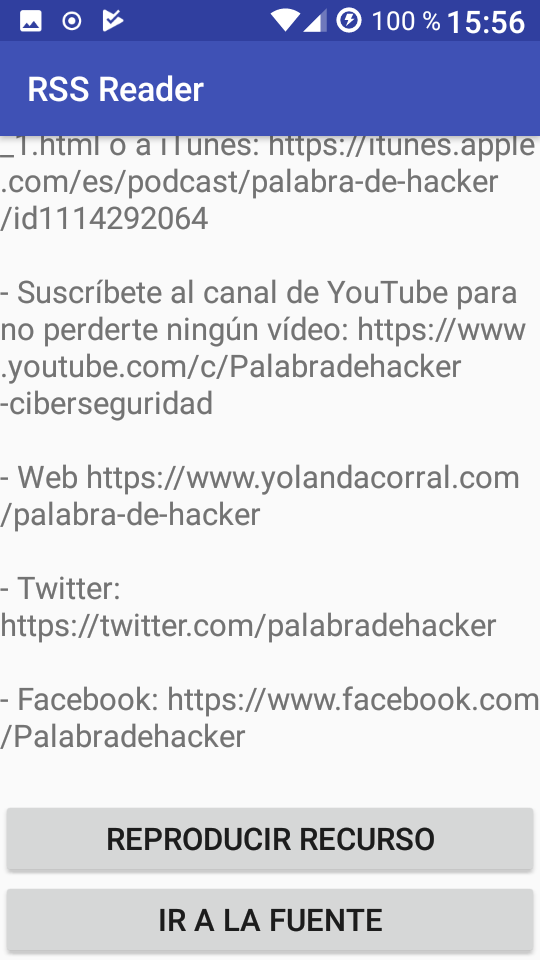 100 % 15:56
RSS Reader
_1.html o a iTunes: https://itunes.apple
.com/es/podcast/palabra-de-hacker
/id1114292064
- Suscríbete al canal de YouTube para
no perderte ningún vídeo: https://www
.youtube.com/c/Palabradehacker
-ciberseguridad
- Web https://www.yolandacorral.com
/palabra-de-hacker
- Twitter:
https://twitter.com/palabradehacker
- Facebook: https://www.facebook.com
/Palabradehacker
REPRODUCIR RECURSO
IR A LA FUENTE